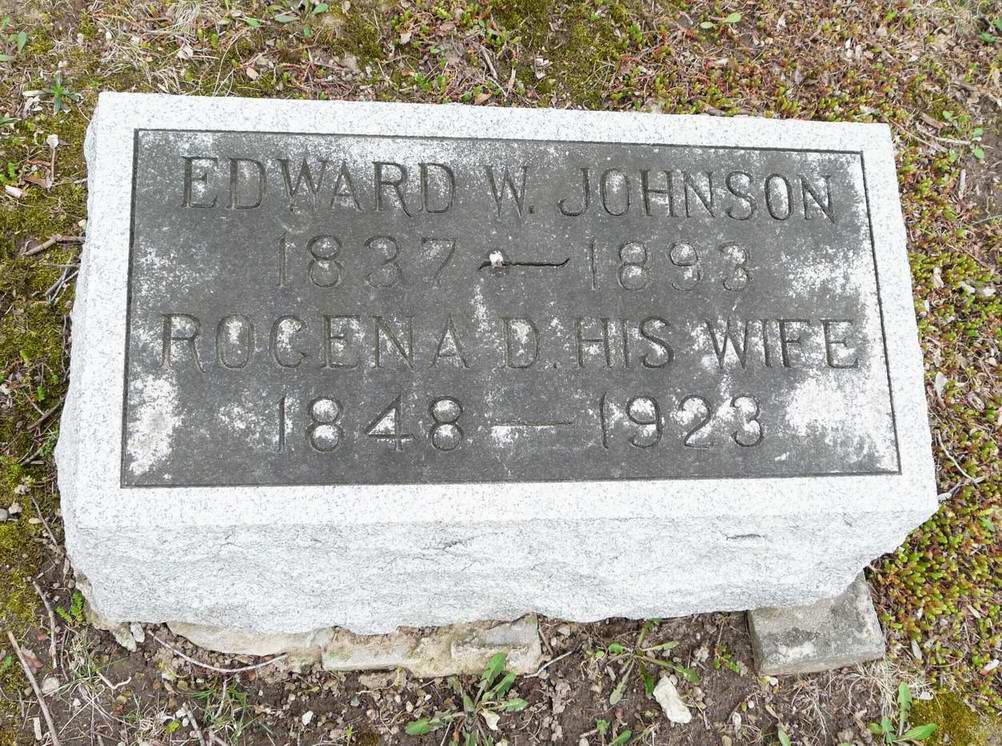 EDWARD W. JOHNSON
1837 — 1893
ROCENA D. HIS WIFE
1848 — 1923